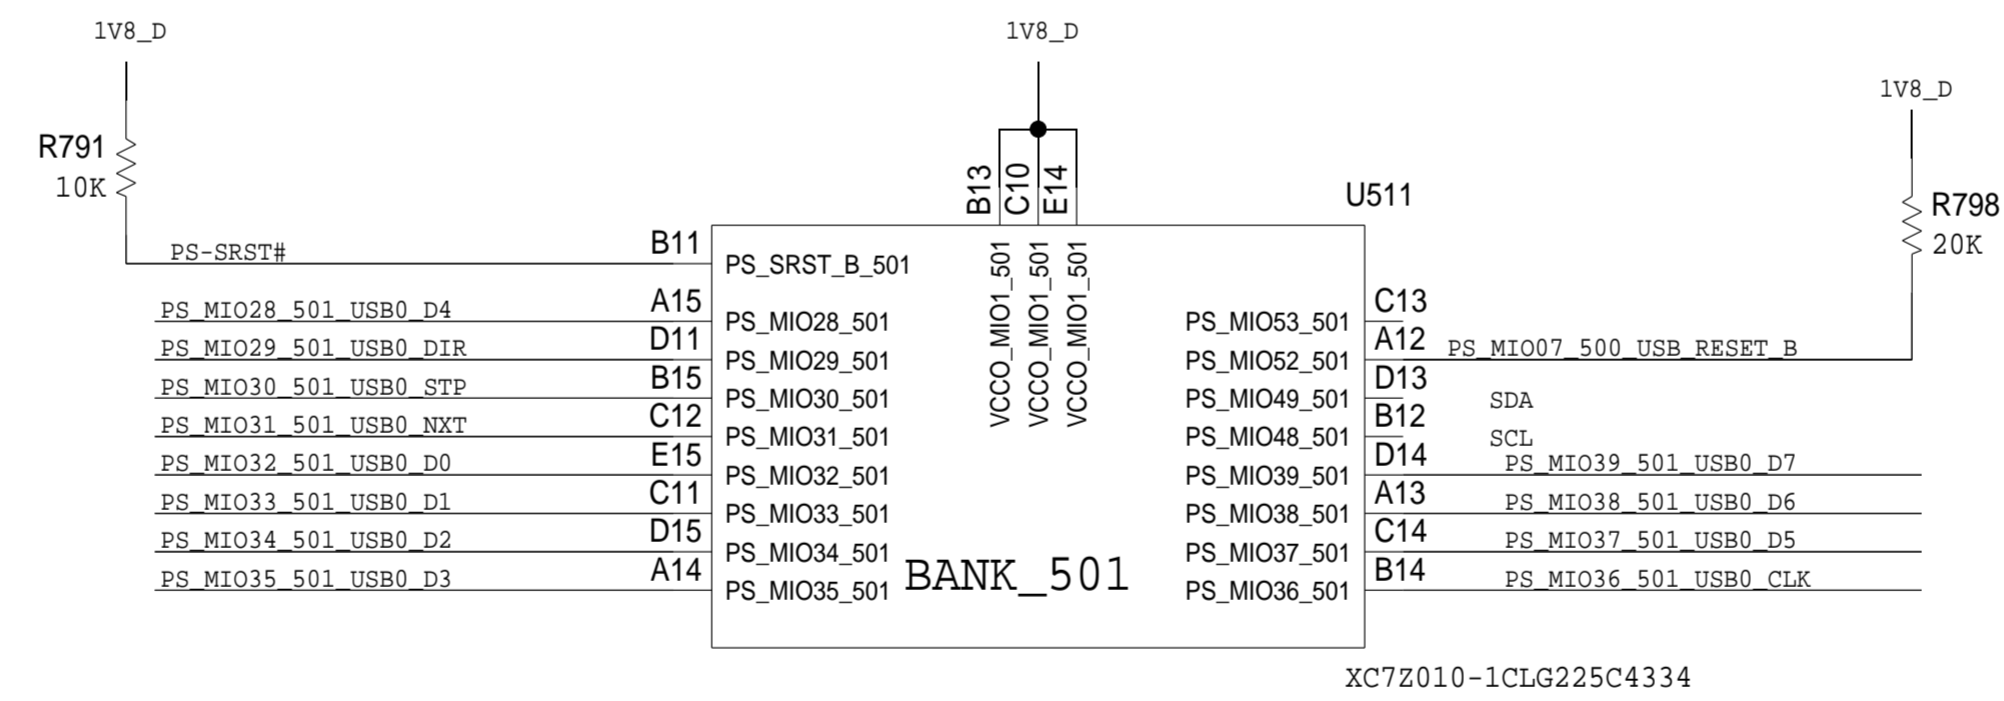 1V8_D
1V8_D
1V8_D
R791
10K
B13
C10
E14
U511
R798
20K
PS-SRST#
B11
PS_SRST_B_501
VCCO_MIO1_501
VCCO_MIO1_501
VCCO_MIO1_501
PS_MIO28_501_USB0_D4
A15
PS_MIO28_501
PS_MIO53_501
C13
PS_MIO29_501_USB0_DIR
D11
PS_MIO29_501
PS_MIO52_501
A12
PS_MIO07_500_USB_RESET_B
PS_MIO30_501_USB0_STP
B15
PS_MIO30_501
PS_MIO49_501
D13
SDA
PS_MIO31_501_USB0_NXT
C12
PS_MIO31_501
PS_MIO48_501
B12
SCL
PS_MIO32_501_USB0_D0
E15
PS_MIO32_501
PS_MIO39_501
D14
PS_MIO39_501_USB0_D7
PS_MIO33_501_USB0_D1
C11
PS_MIO33_501
PS_MIO38_501
A13
PS_MIO38_501_USB0_D6
PS_MIO34_501_USB0_D2
D15
PS_MIO34_501
PS_MIO37_501
C14
PS_MIO37_501_USB0_D5
PS_MIO35_501_USB0_D3
A14
PS_MIO35_501
BANK_501
PS_MIO36_501
B14
PS_MIO36_501_USB0_CLK
XC7Z010-1CLG225C4334